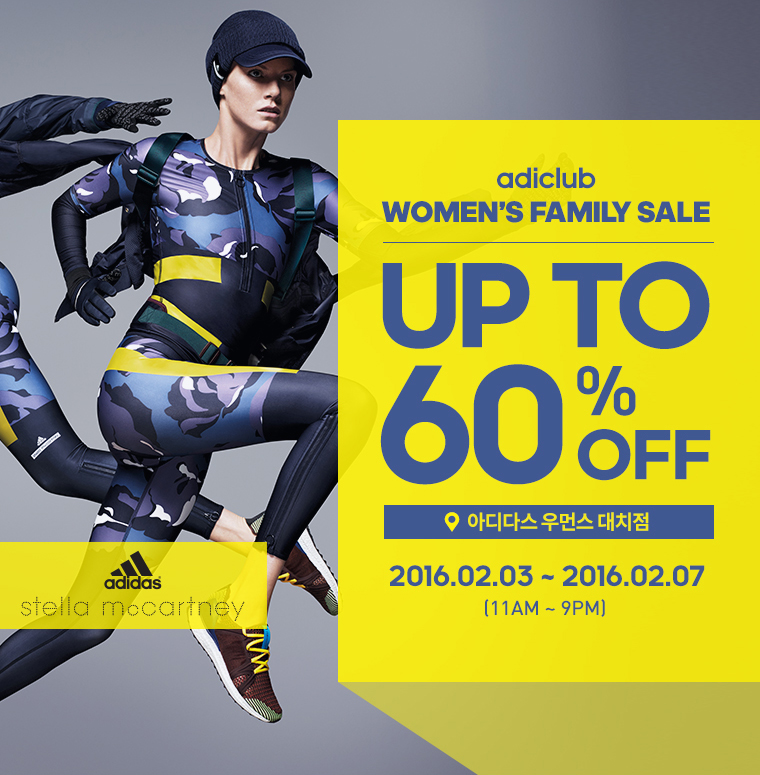 adiclub
WOMEN'S FAMILY SALE
UP TO
60%
OFF
아디다스 우먼스 대치점
2016.02.03 ~ 2016.02.07
(11AM ~ 9PM)
adidas
stella mccartney